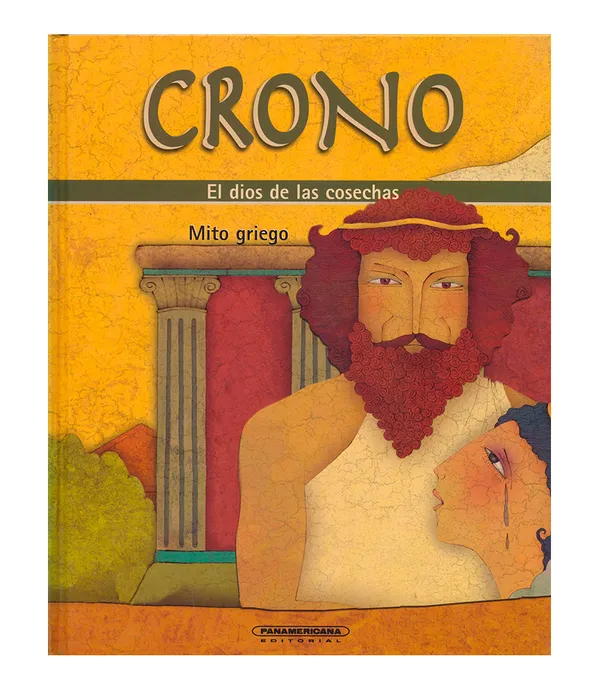 CRONO
El dios de las cosechas
Mito griego
PANAMERICANA
EDITORIAL